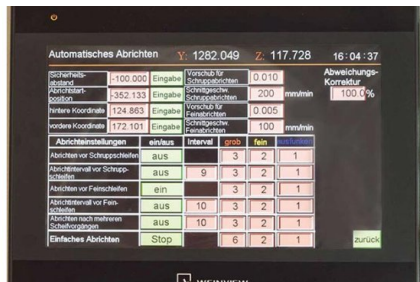 Automatisches Abrichten Y: 1282.049 Z: 117.728 16:04:37
Sicherheits-abstand -100.000 Eingabe Vorschub für Schruppabrichten 0.010
Abweichungs-Korrektur
100.0%
Abrichtstart-position -352.133 Eingabe Schnittgeschw. Schruppabrichten 200 mm/min
hintere Koordinate 124.863 Eingabe Vorschub für Feinabrichten 0.005
vordere Koordinate 172.101 Eingabe Schnittgeschw. Feinabrichten 100 mm/min
Abrichteinstellungen ein/aus Interval grob fein ausfunken
Abrichten vor Schruppschleifen aus 3 2 1
Abrichtintervall vor Schrupp-schleifen aus 9 3 2 1
Abrichten vor Feinschleifen ein 3 2 1
Abrichtintervall vor Fein-schleifen aus 10 3 2 1
Abrichten nach mehreren Scheifvorgängen aus 10 3 2 1
Einfaches Abrichten Stop 6 2 1 zurück
WEINVIEW